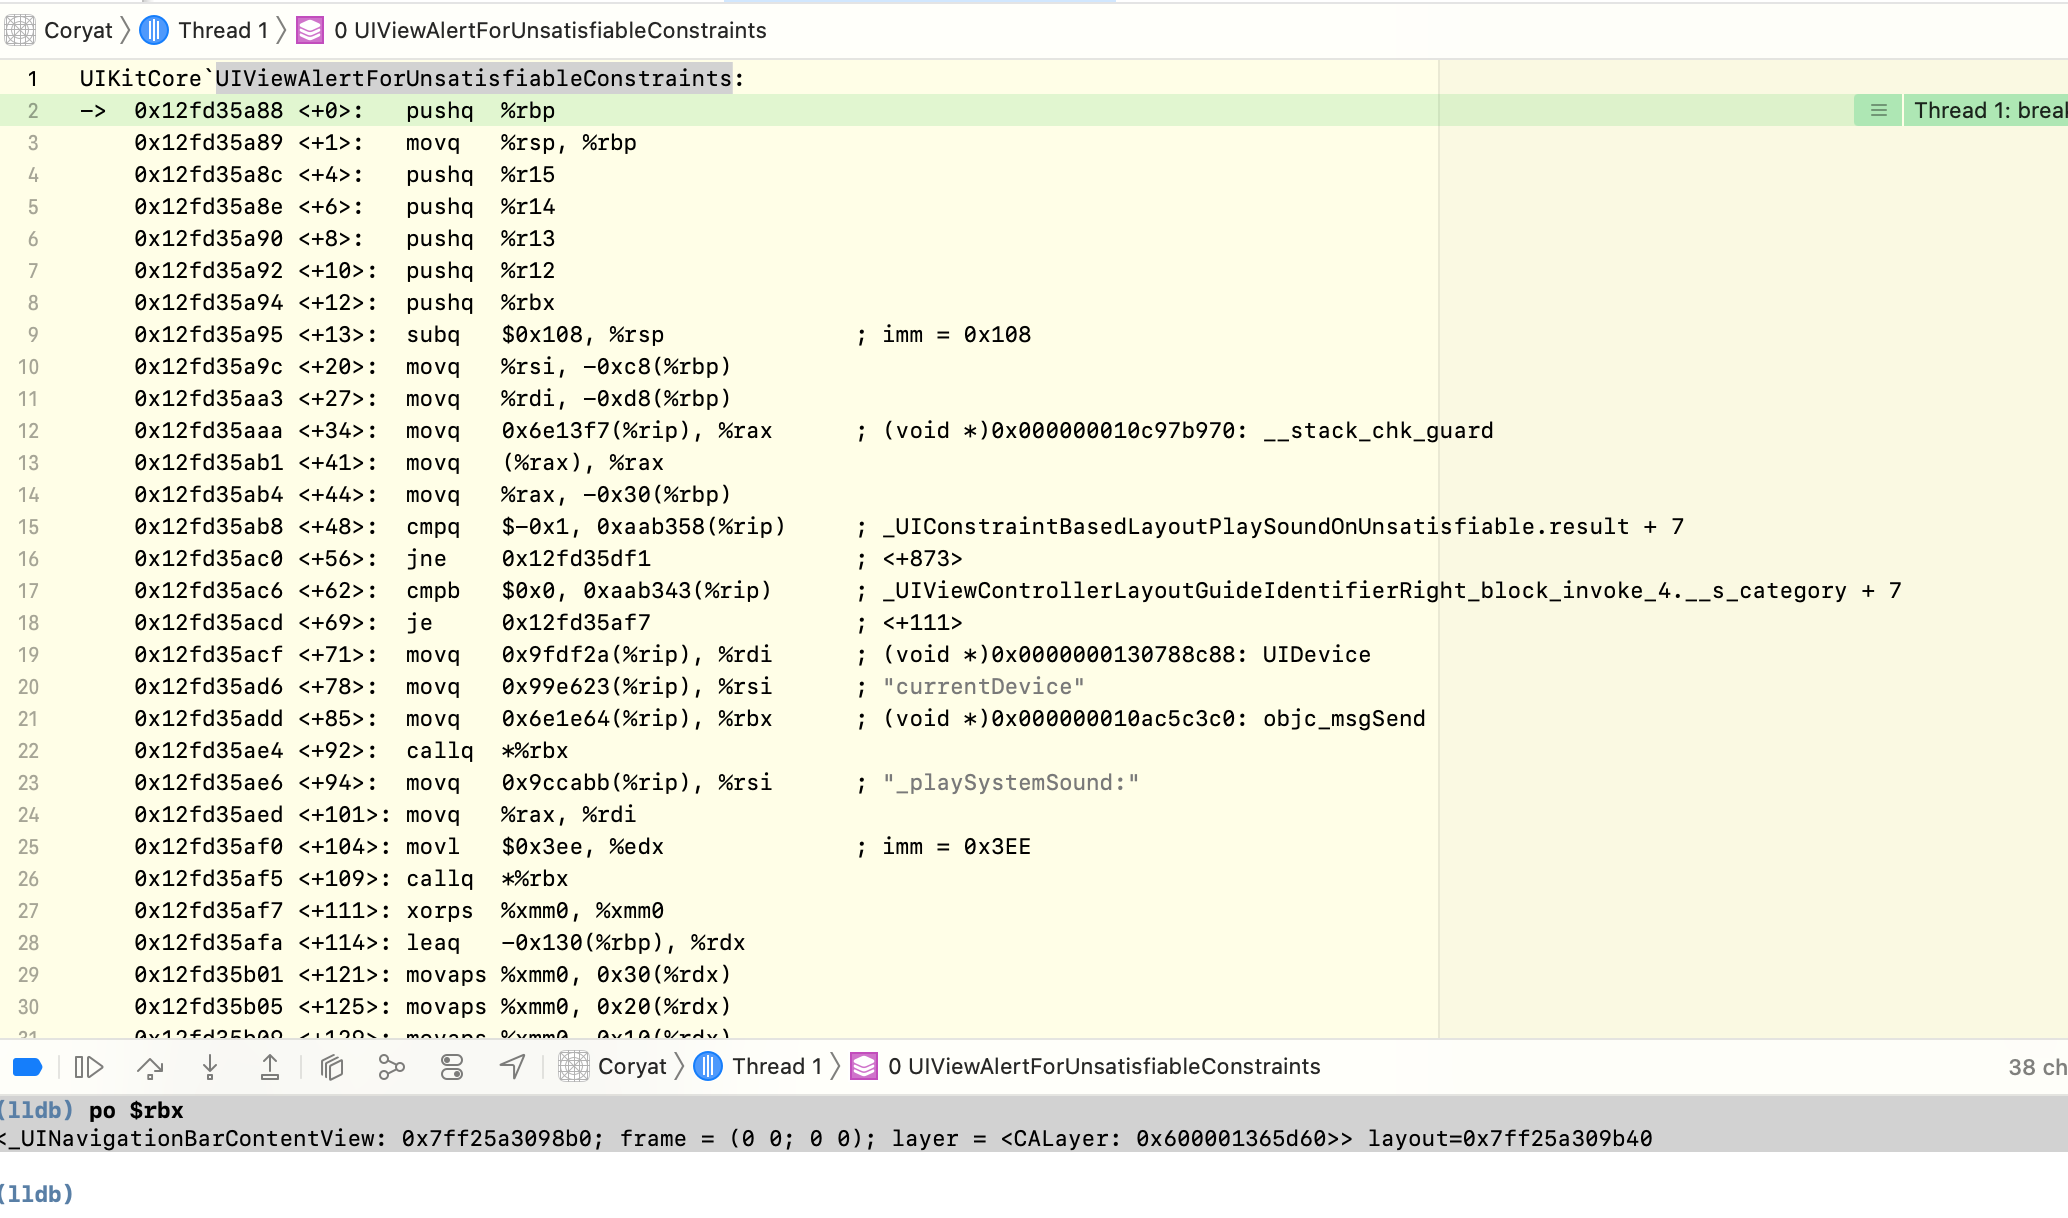 Coryat 〉 Thread 1 〉 0 UIViewAlertForUnsatisfiableConstraints
1 UIKitCore`UIViewAlertForUnsatisfiableConstraints:
2 -> 0x12fd35a88 <+0>: pushq %rbp Thread 1: breal
3 0x12fd35a89 <+1>: movq %rsp, %rbp
4 0x12fd35a8c <+4>: pushq %r15
5 0x12fd35a8e <+6>: pushq %r14
6 0x12fd35a90 <+8>: pushq %r13
7 0x12fd35a92 <+10>: pushq %r12
8 0x12fd35a94 <+12>: pushq %rbx
9 0x12fd35a95 <+13>: subq $0x108, %rsp ; imm = 0x108
10 0x12fd35a9c <+20>: movq %rsi, -0xc8(%rbp)
11 0x12fd35aa3 <+27>: movq %rdi, -0xd8(%rbp)
12 0x12fd35aaa <+34>: movq 0x6e13f7(%rip), %rax ; (void *)0x000000010c97b970: __stack_chk_guard
13 0x12fd35ab1 <+41>: movq (%rax), %rax
14 0x12fd35ab4 <+44>: movq %rax, -0x30(%rbp)
15 0x12fd35ab8 <+48>: cmpq $-0x1, 0xaab358(%rip) ; _UIConstraintBasedLayoutPlaySoundOnUnsatisfiable.result + 7
16 0x12fd35ac0 <+56>: jne 0x12fd35df1 ; <+873>
17 0x12fd35ac6 <+62>: cmpb $0x0, 0xaab343(%rip) ; _UIViewControllerLayoutGuideIdentifierRight_block_invoke_4.__s_category + 7
18 0x12fd35acd <+69>: je 0x12fd35af7 ; <+111>
19 0x12fd35acf <+71>: movq 0x9fdf2a(%rip), %rdi ; (void *)0x0000000130788c88: UIDevice
20 0x12fd35ad6 <+78>: movq 0x99e623(%rip), %rsi ; "currentDevice"
21 0x12fd35add <+85>: movq 0x6e1e64(%rip), %rbx ; (void *)0x000000010ac5c3c0: objc_msgSend
22 0x12fd35ae4 <+92>: callq *%rbx
23 0x12fd35ae6 <+94>: movq 0x9ccabb(%rip), %rsi ; "_playSystemSound:"
24 0x12fd35aed <+101>: movq %rax, %rdi
25 0x12fd35af0 <+104>: movl $0x3ee, %edx ; imm = 0x3EE
26 0x12fd35af5 <+109>: callq *%rbx
27 0x12fd35af7 <+111>: xorps %xmm0, %xmm0
28 0x12fd35afa <+114>: leaq -0x130(%rbp), %rdx
29 0x12fd35b01 <+121>: movaps %xmm0, 0x30(%rdx)
30 0x12fd35b05 <+125>: movaps %xmm0, 0x20(%rdx)
31 0x12fd35b09 <+129>: movaps %xmm0, 0x10(%rdx)
Coryat 〉 Thread 1 〉 0 UIViewAlertForUnsatisfiableConstraints 38 ch
(lldb) po $rbx
<_UINavigationBarContentView: 0x7ff25a3098b0; frame = (0 0; 0 0); layer = <CALayer: 0x600001365d60>> layout=0x7ff25a309b40
(lldb)